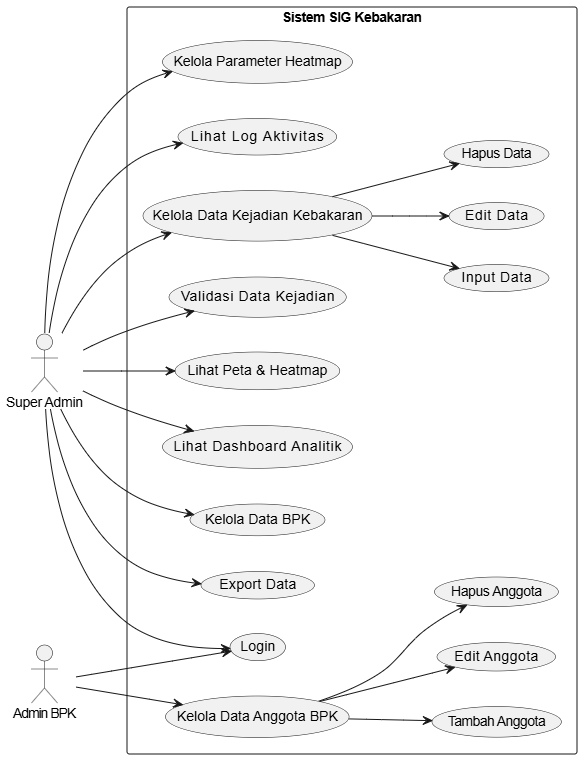 Sistem SIG Kebakaran
Kelola Parameter Heatmap
Lihat Log Aktivitas
Hapus Data
Kelola Data Kejadian Kebakaran
Edit Data
Input Data
Validasi Data Kejadian
Lihat Peta & Heatmap
Super Admin
Lihat Dashboard Analitik
Kelola Data BPK
Export Data
Hapus Anggota
Login
Edit Anggota
Admin BPK
Kelola Data Anggota BPK
Tambah Anggota